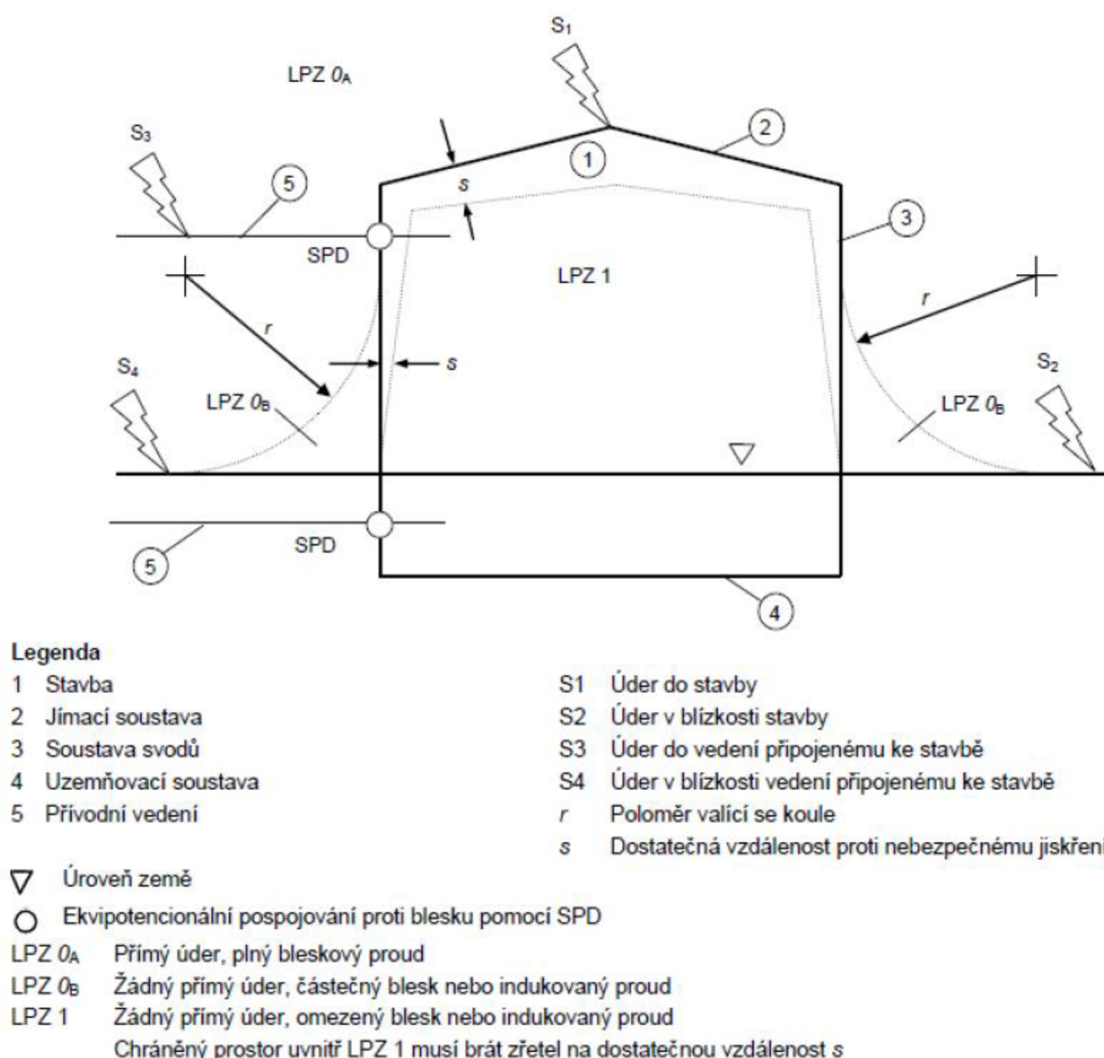 S1
LPZ 0A
S3
2
1
5
s
3
SPD
LPZ 1
r
r
s
S4
S2
LPZ 0B
LPZ 0B
SPD
5
4
Legenda
1 Stavba
2 Jímací soustava
3 Soustava svodů
4 Uzemňovací soustava
5 Přívodní vedení
S1 Úder do stavby
S2 Úder v blízkosti stavby
S3 Úder do vedení připojenému ke stavbě
S4 Úder v blízkosti vedení připojenému ke stavbě
r Poloměr valící se koule
s Dostatečná vzdálenost proti nebezpečnému jiskření
Úroveň země
Ekvipotencionální pospojování proti blesku pomocí SPD
LPZ 0A Přímý úder, plný bleskový proud
LPZ 0B Žádný přímý úder, částečný blesk nebo indukovaný proud
LPZ 1 Žádný přímý úder, omezený blesk nebo indukovaný proud
Chráněný prostor uvnitř LPZ 1 musí brát zřetel na dostatečnou vzdálenost s